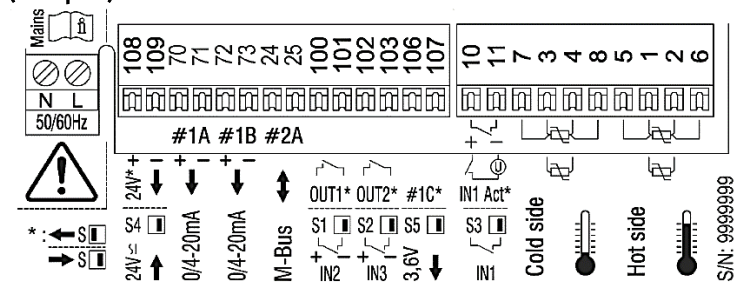 Mains
N L
50/60Hz
108 109 70 71 72 73 24 25 100 101 102 103 106 107
10 11 7 3 4 8 5 1 2 6
#1A #1B #2A
+ − + − + −
24V*
0/4-20mA
0/4-20mA
M-Bus
OUT1* OUT2* #1C*
IN1 Act*
S4 S1 S2 S5 S3
24V
+ − + −
IN2 IN3
3,6V
IN1
Cold side
Hot side
* : ← S
→ S
S/N: 9999999